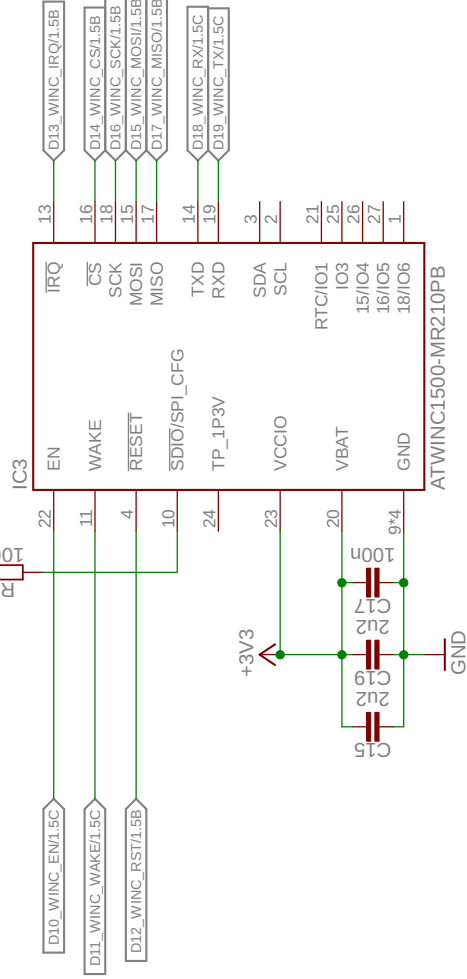 D13_WINC_IRQ/1.5B
D14_WINC_CS/1.5B
D16_WINC_SCK/1.5B
D15_WINC_MOSI/1.5B
D17_WINC_MISO/1.5B
D18_WINC_RX/1.5C
D19_WINC_TX/1.5C
13
16
18
15
17
14
19
3
2
21
25
26
27
1
IRQ
CS
SCK
MOSI
MISO
TXD
RXD
SDA
SCL
RTC/IO1
IO3
15/IO4
16/IO5
18/IO6
IC3
ATWINC1500-MR210PB
EN
WAKE
RESET
SDIO/SPI_CFG
TP_1P3V
VCCIO
VBAT
GND
22
11
4
10
24
23
20
9*4
R
100n
C17
2u2
C19
2u2
C15
+3V3
GND
D10_WINC_EN/1.5C
D11_WINC_WAKE/1.5C
D12_WINC_RST/1.5B